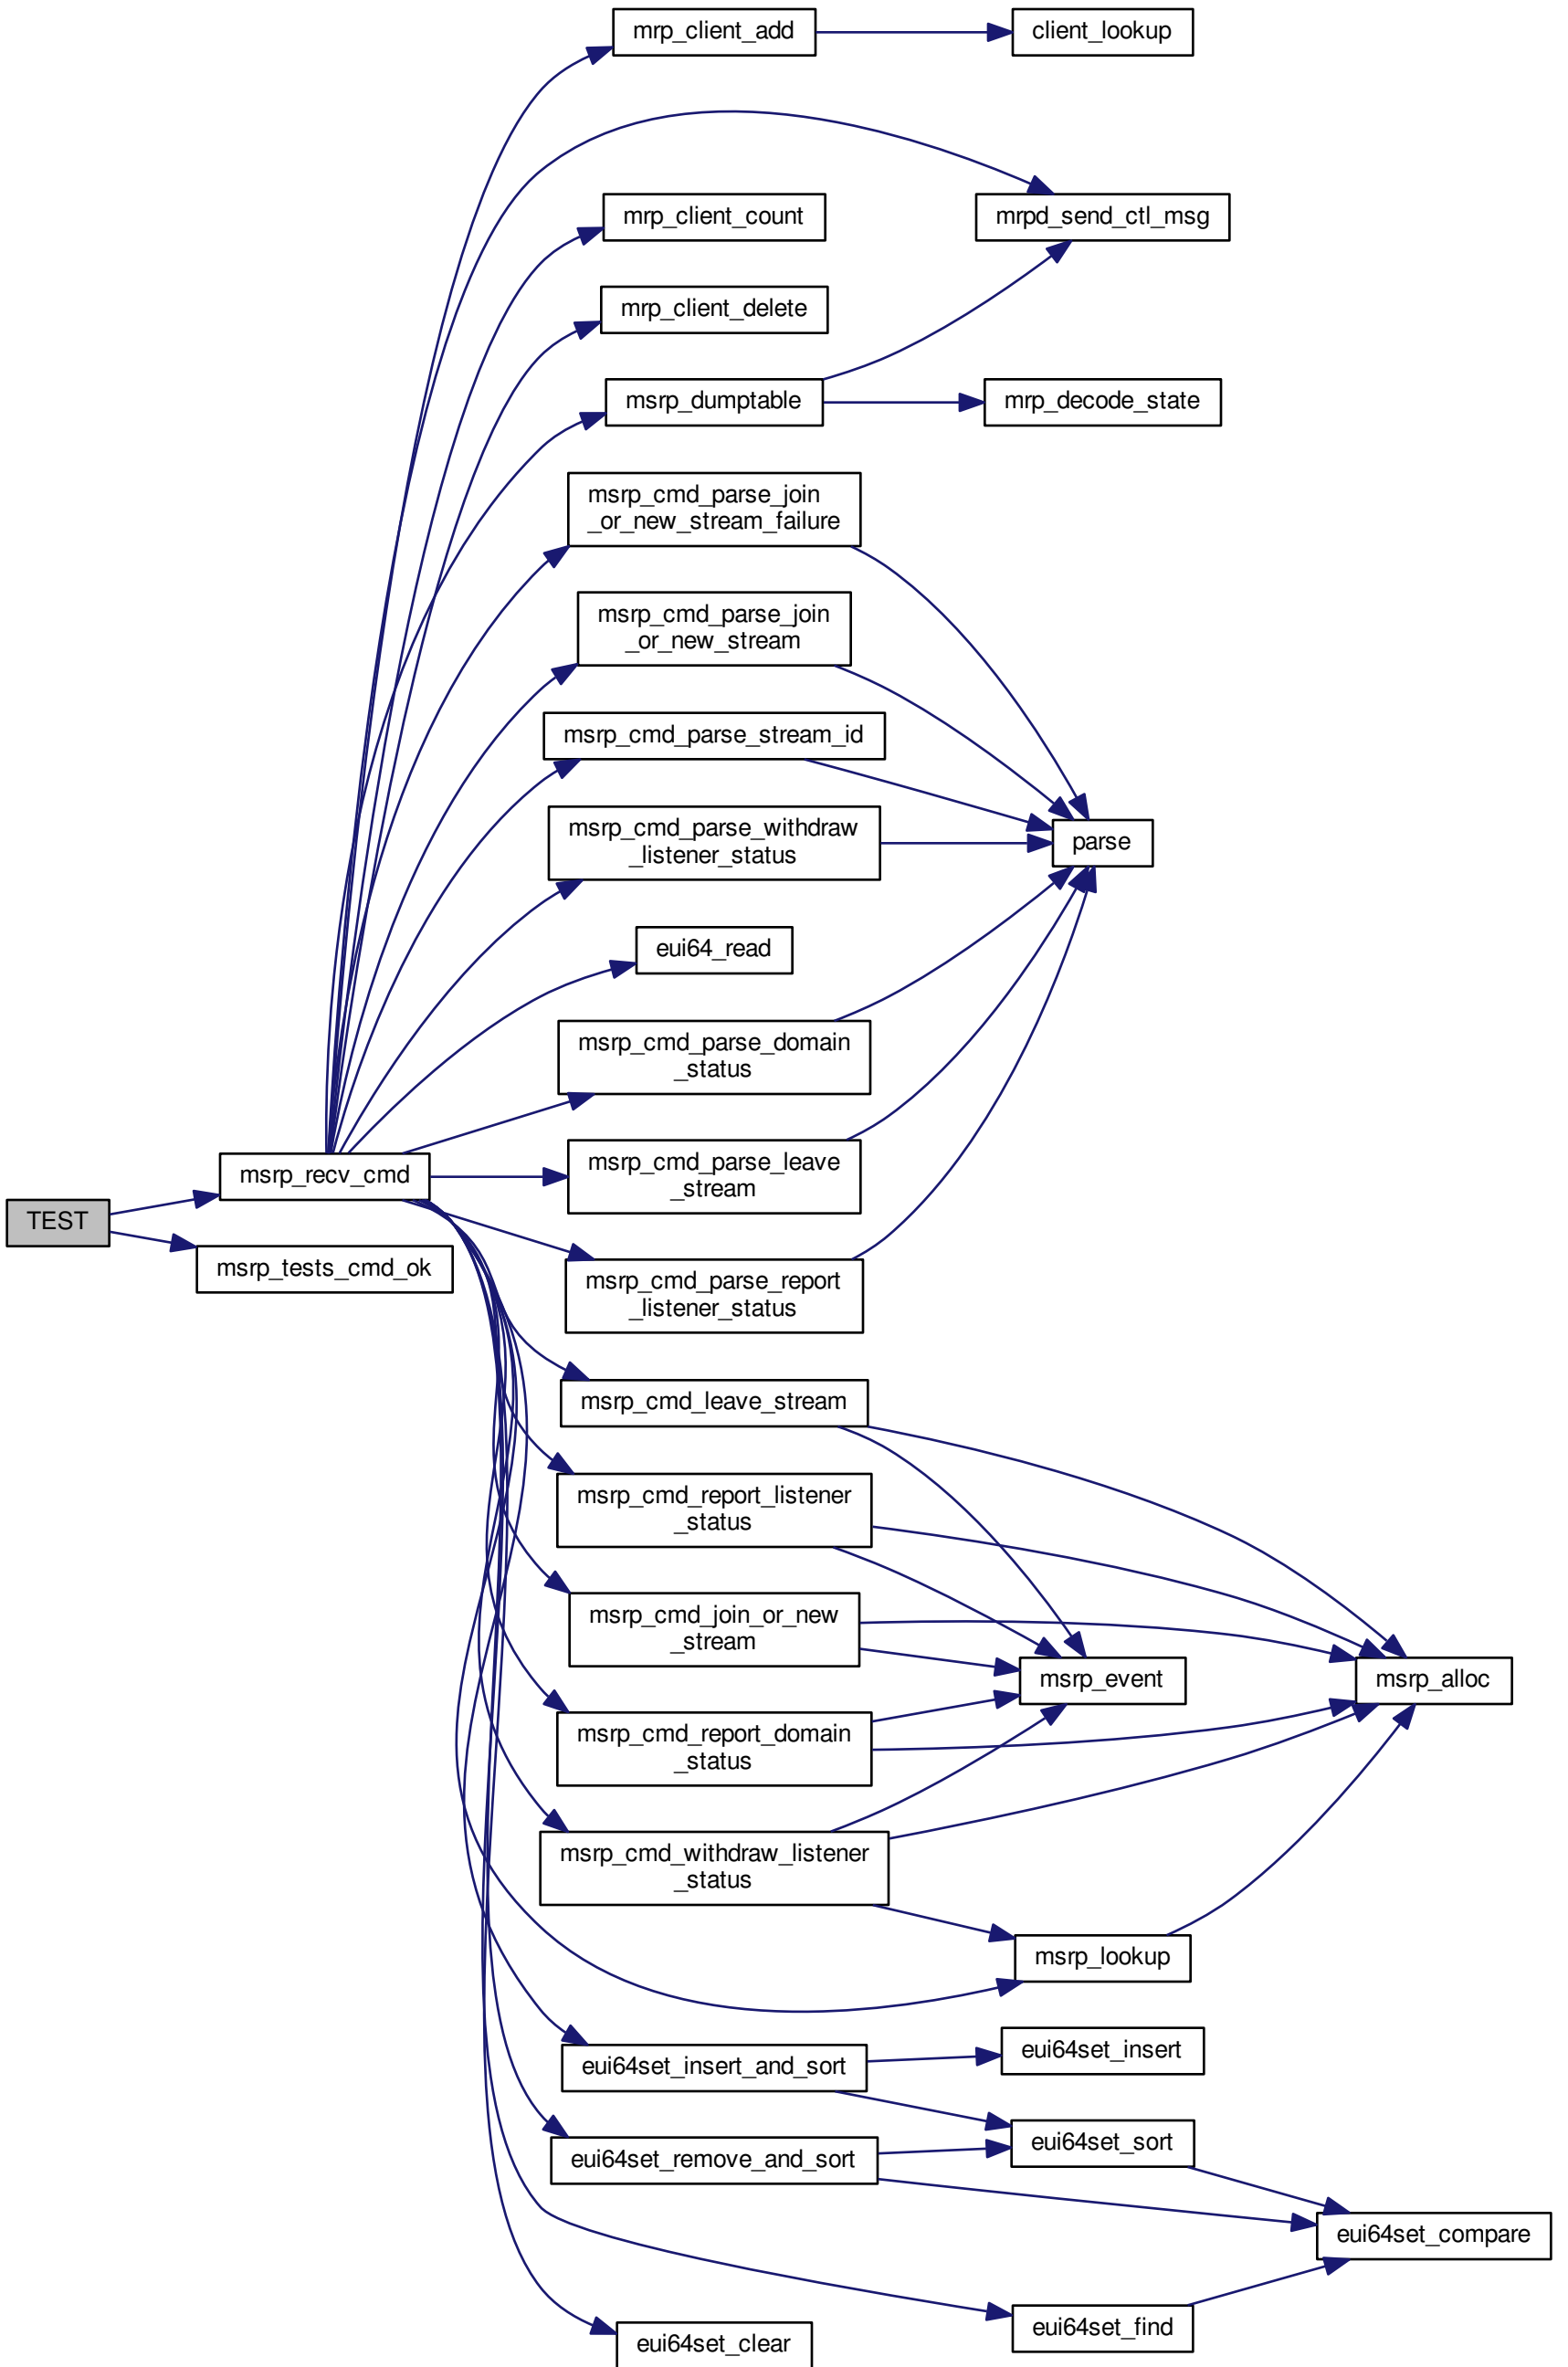 mrp_client_add
client_lookup
mrp_client_count
mrpd_send_ctl_msg
mrp_client_delete
msrp_dumptable
mrp_decode_state
msrp_cmd_parse_join
_or_new_stream_failure
msrp_cmd_parse_join
_or_new_stream
msrp_cmd_parse_stream_id
msrp_cmd_parse_withdraw
_listener_status
parse
eui64_read
msrp_cmd_parse_domain
_status
msrp_recv_cmd
msrp_cmd_parse_leave
_stream
TEST
msrp_tests_cmd_ok
msrp_cmd_parse_report
_listener_status
msrp_cmd_leave_stream
msrp_cmd_report_listener
_status
msrp_cmd_join_or_new
_stream
msrp_event
msrp_alloc
msrp_cmd_report_domain
_status
msrp_cmd_withdraw_listener
_status
msrp_lookup
eui64set_insert_and_sort
eui64set_insert
eui64set_remove_and_sort
eui64set_sort
eui64set_compare
eui64set_find
eui64set_clear